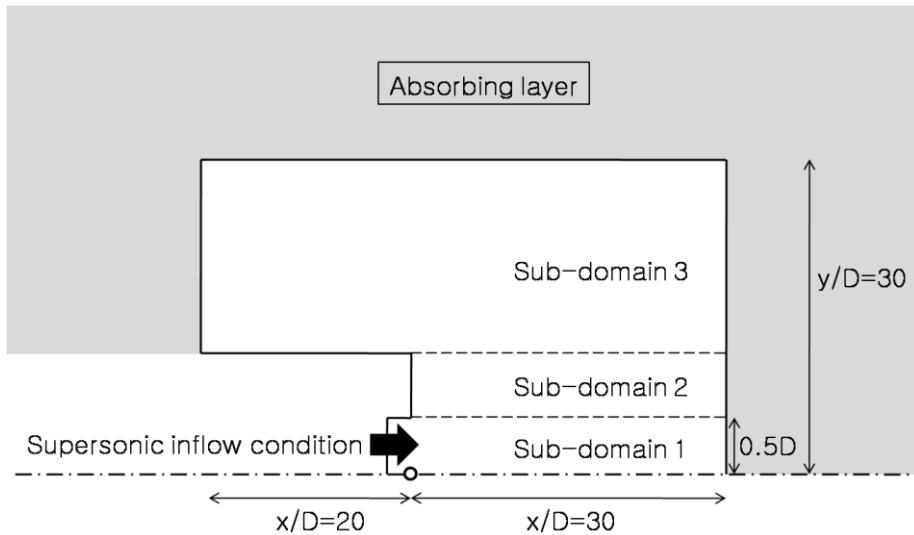 Absorbing layer
Sub-domain 3
y/D=30
Sub-domain 2
Supersonic inflow condition
Sub-domain 1
0.5D
x/D=20
x/D=30